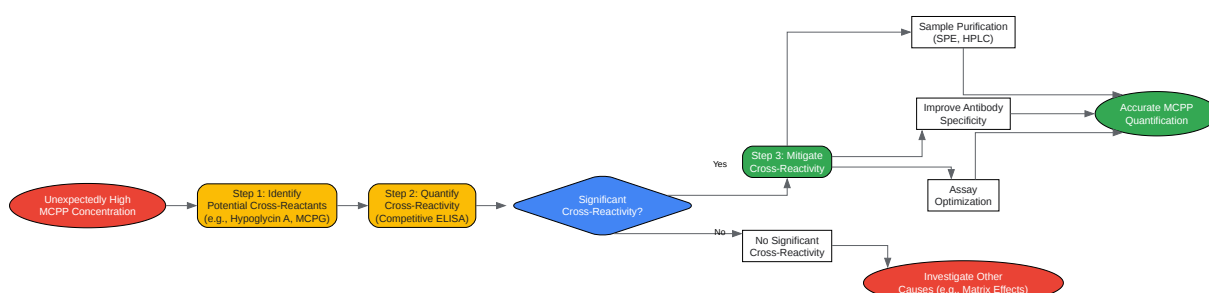 Unexpectedly High
MCPP Concentration
Step 1: Identify
Potential Cross-Reactants
(e.g., Hypoglycin A, MCPG)
Step 2: Quantify
Cross-Reactivity
(Competitive ELISA)
Significant
Cross-Reactivity?
Yes
No
Step 3: Mitigate
Cross-Reactivity
Sample Purification
(SPE, HPLC)
Improve Antibody
Specificity
Assay
Optimization
Accurate MCPP
Quantification
No Significant
Cross-Reactivity
Investigate Other
Causes (e.g., Matrix Effects)